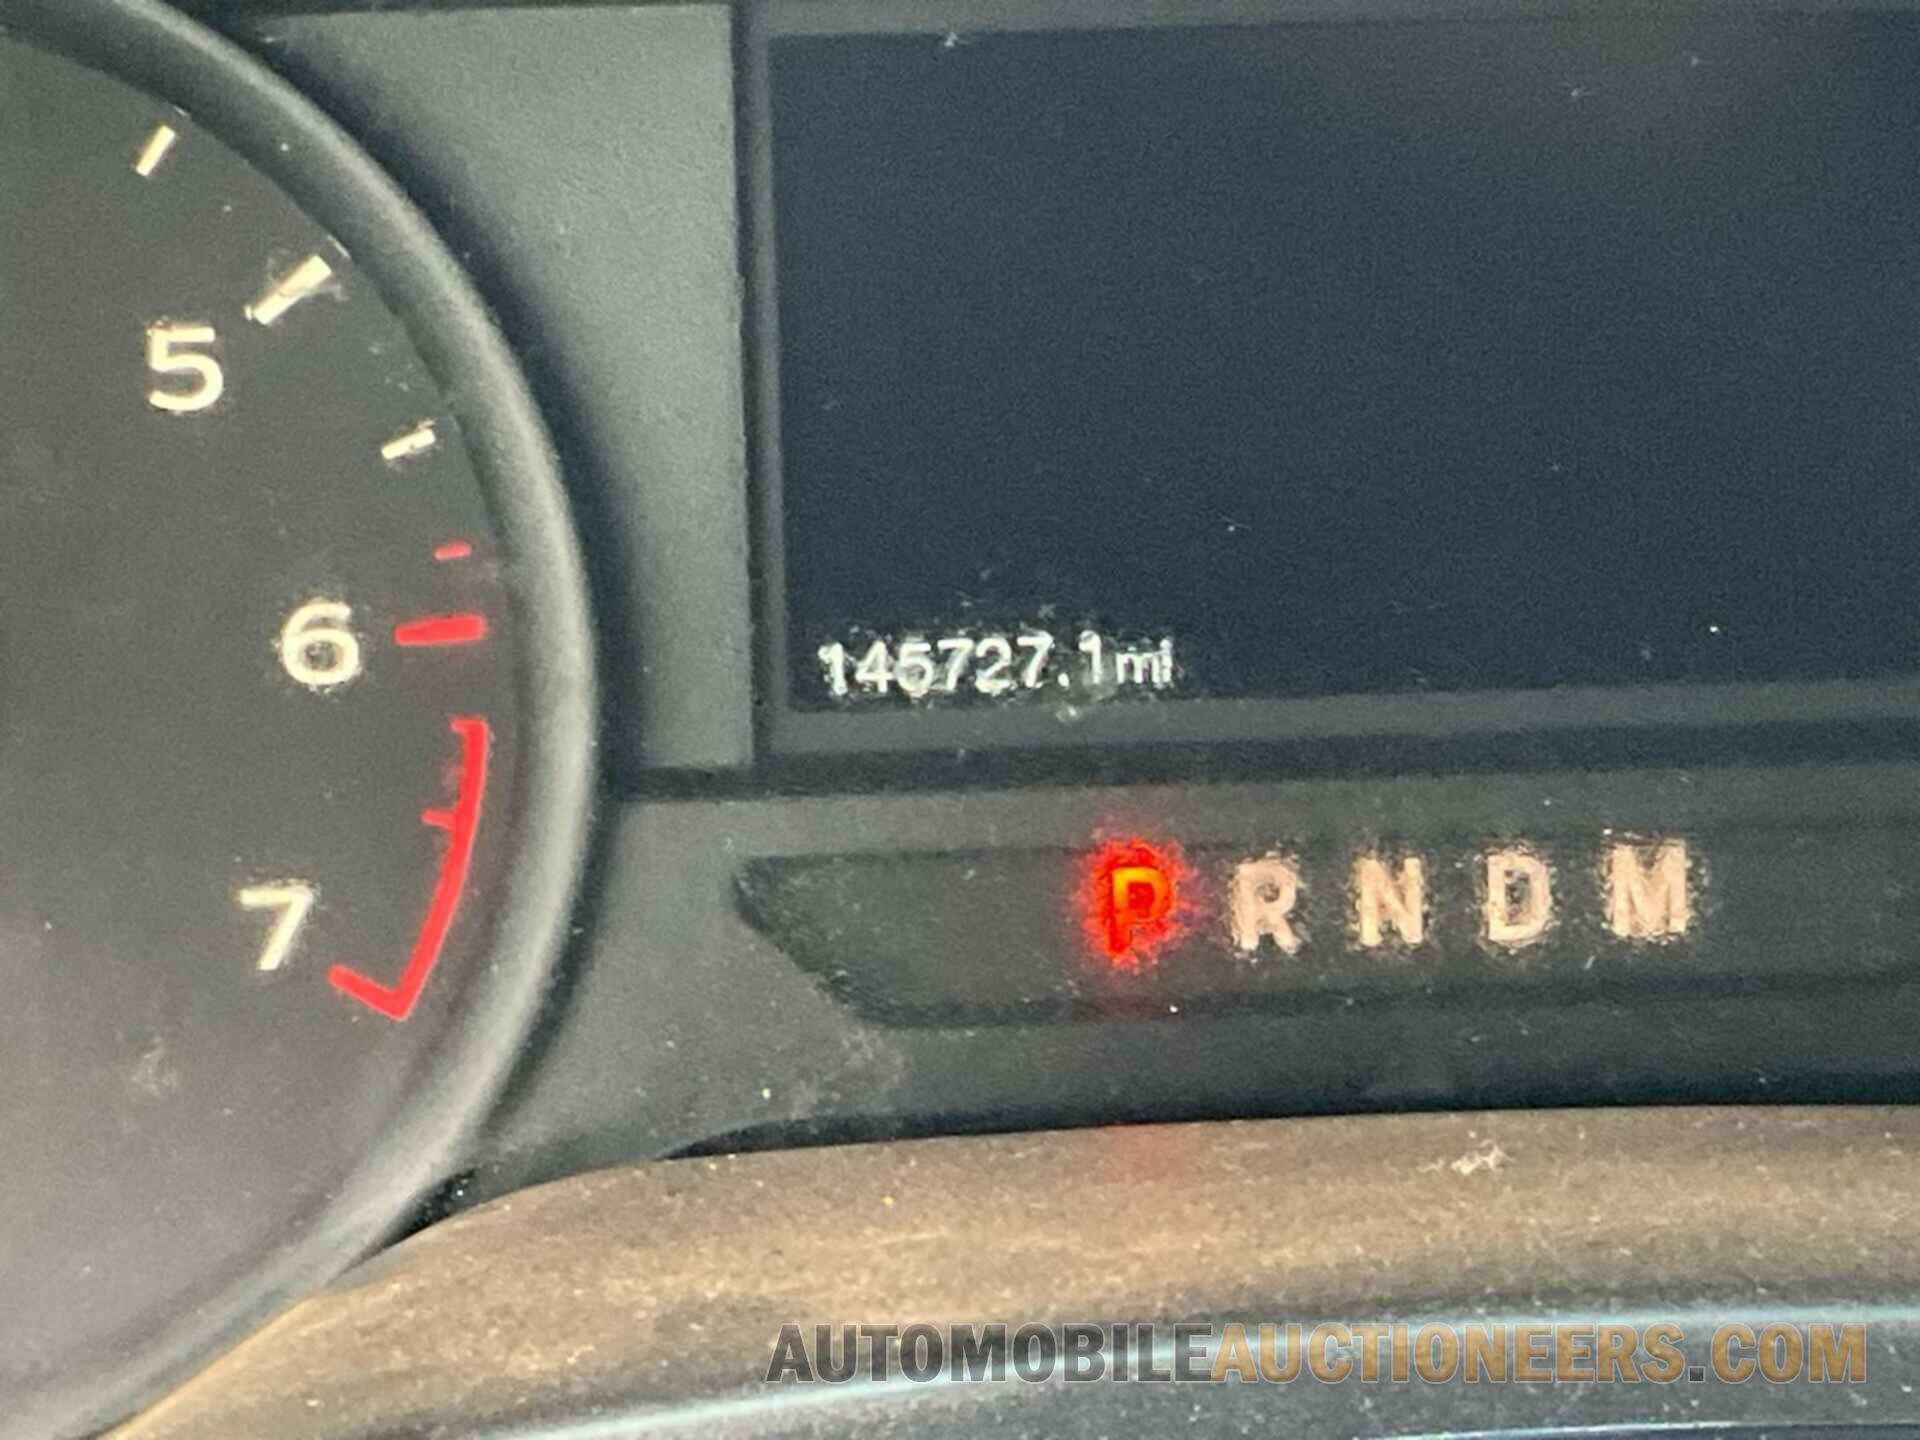 5
6
7
145727.1mi
P R N D M
AUTOMOBILEAUCTIONEERS.COM